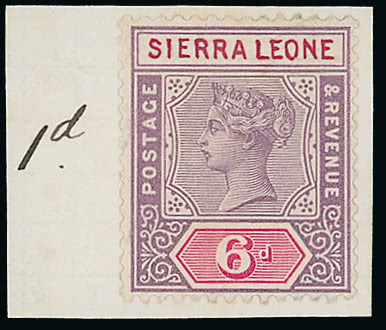 1d.
SIERRA LEONE
POSTAGE
& REVENUE
6d